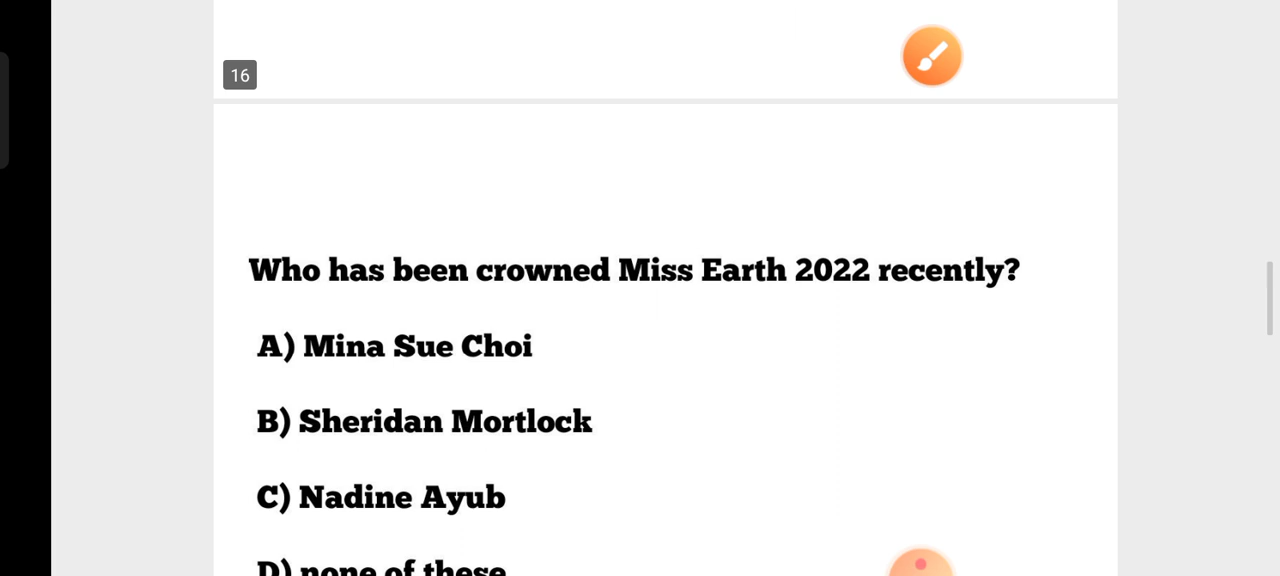 16
Who has been crowned Miss Earth 2022 recently?
A) Mina Sue Choi
B) Sheridan Mortlock
C) Nadine Ayub
D) none of these